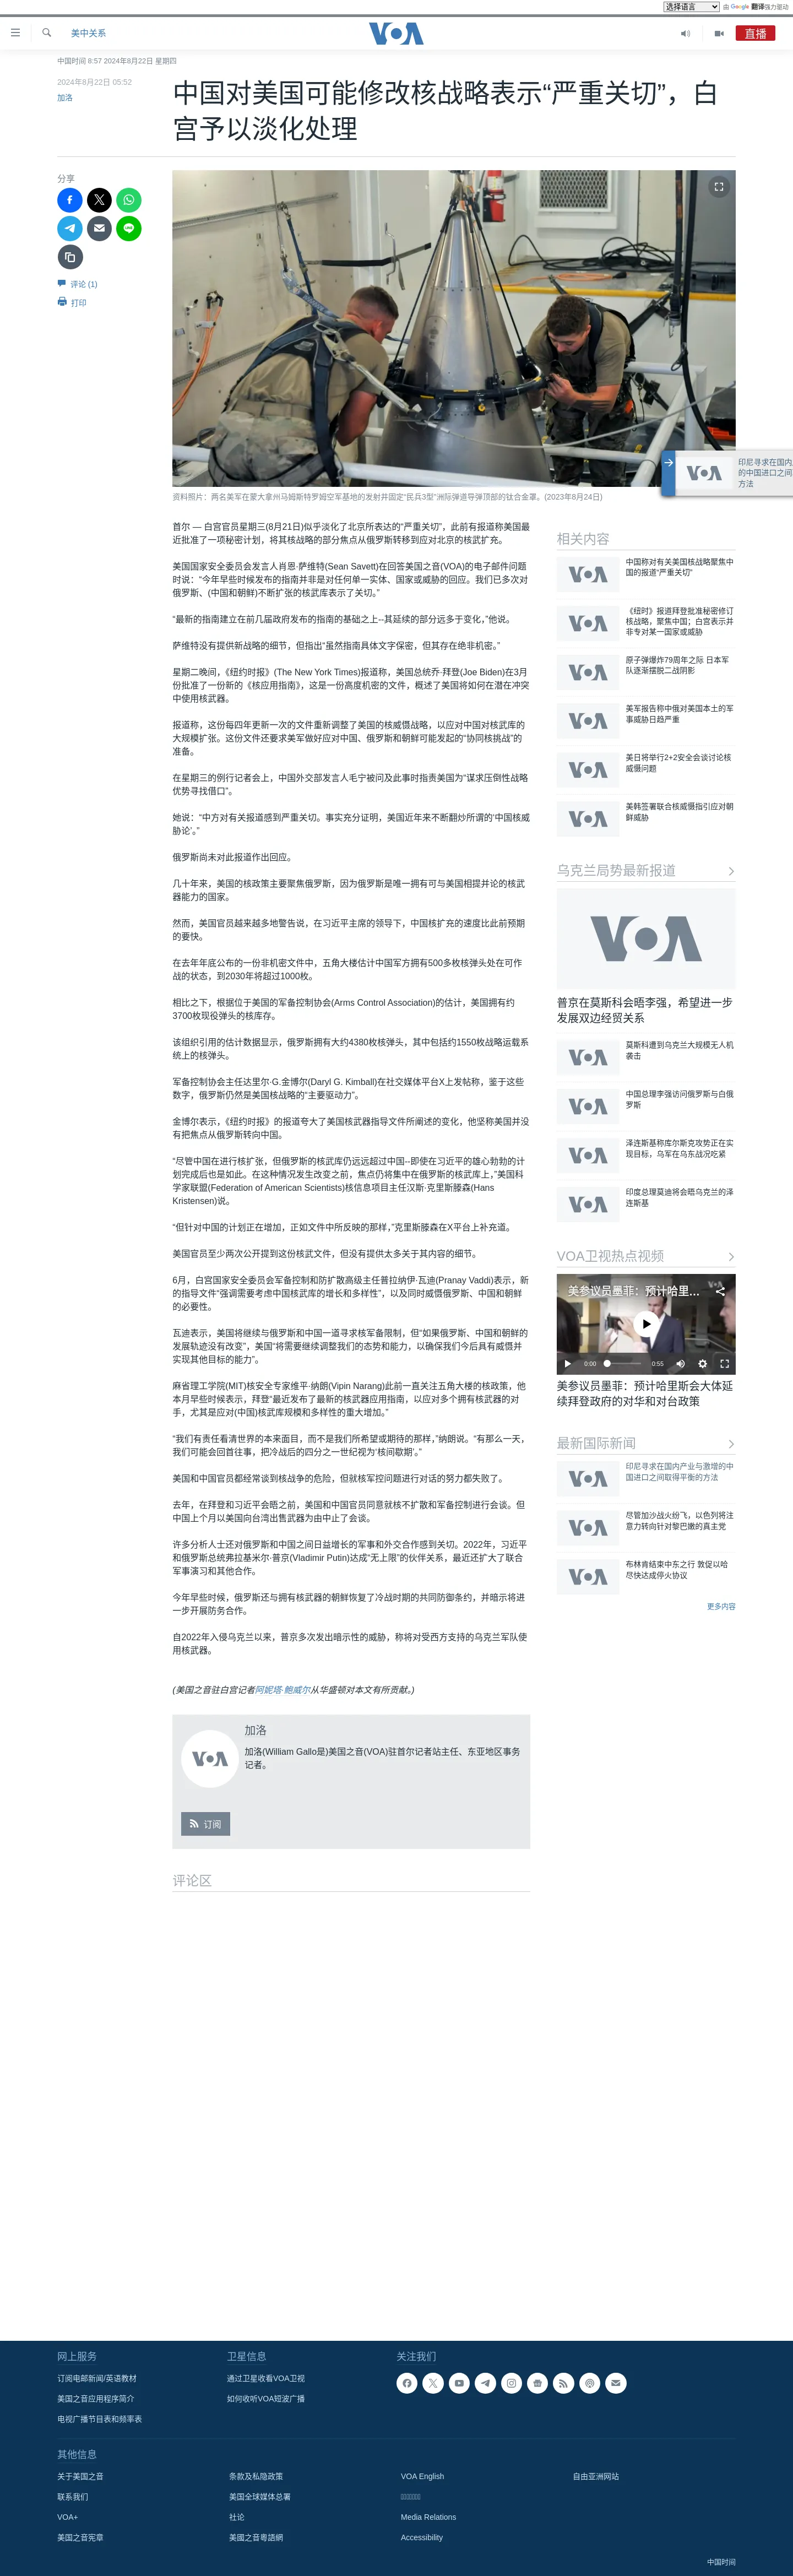 选择语言 由 Google 翻译强力驱动
美中关系
VOA
直播
中国时间 8:57 2024年8月22日 星期四
2024年8月22日 05:52
加洛
中国对美国可能修改核战略表示“严重关切”，白
宫予以淡化处理
分享
评论 (1)
打印
资料照片：两名美军在蒙大拿州马姆斯特罗姆空军基地的发射井固定“民兵3型”洲际弹道导弹顶部的钛合金罩。(2023年8月24日)
VOA
印尼寻求在国内
的中国进口之间
方法
首尔 — 白宫官员星期三(8月21日)似乎淡化了北京所表达的“严重关切”，此前有报道称美国最
近批准了一项秘密计划，将其核战略的部分焦点从俄罗斯转移到应对北京的核武扩充。
美国国家安全委员会发言人肖恩·萨维特(Sean Savett)在回答美国之音(VOA)的电子邮件问题
时说：“今年早些时候发布的指南并非是对任何单一实体、国家或威胁的回应。我们已多次对
俄罗斯、(中国和朝鲜)不断扩张的核武库表示了关切。”
“最新的指南建立在前几届政府发布的指南的基础之上--其延续的部分远多于变化，”他说。
萨维特没有提供新战略的细节，但指出“虽然指南具体文字保密，但其存在绝非机密。”
星期二晚间，《纽约时报》(The New York Times)报道称，美国总统乔·拜登(Joe Biden)在3月
份批准了一份新的《核应用指南》，这是一份高度机密的文件，概述了美国将如何在潜在冲突
中使用核武器。
报道称，这份每四年更新一次的文件重新调整了美国的核威慑战略，以应对中国对核武库的
大规模扩张。这份文件还要求美军做好应对中国、俄罗斯和朝鲜可能发起的“协同核挑战”的
准备。
在星期三的例行记者会上，中国外交部发言人毛宁被问及此事时指责美国为“谋求压倒性战略
优势寻找借口”。
她说：“中方对有关报道感到严重关切。事实充分证明，美国近年来不断翻炒所谓的‘中国核威
胁论’。”
俄罗斯尚未对此报道作出回应。
几十年来，美国的核政策主要聚焦俄罗斯，因为俄罗斯是唯一拥有可与美国相提并论的核武
器能力的国家。
然而，美国官员越来越多地警告说，在习近平主席的领导下，中国核扩充的速度比此前预期
的要快。
在去年年底公布的一份非机密文件中，五角大楼估计中国军方拥有500多枚核弹头处在可作
战的状态，到2030年将超过1000枚。
相比之下，根据位于美国的军备控制协会(Arms Control Association)的估计，美国拥有约
3700枚现役弹头的核库存。
该组织引用的估计数据显示，俄罗斯拥有大约4380枚核弹头，其中包括约1550枚战略运载系
统上的核弹头。
军备控制协会主任达里尔·G.金博尔(Daryl G. Kimball)在社交媒体平台X上发帖称，鉴于这些
数字，俄罗斯仍然是美国核战略的“主要驱动力”。
金博尔表示，《纽约时报》的报道夸大了美国核武器指导文件所阐述的变化，他坚称美国并没
有把焦点从俄罗斯转向中国。
“尽管中国在进行核扩张，但俄罗斯的核武库仍远远超过中国--即使在习近平的雄心勃勃的计
划完成后也是如此。在这种情况发生改变之前，焦点仍将集中在俄罗斯的核武库上，”美国科
学家联盟(Federation of American Scientists)核信息项目主任汉斯·克里斯滕森(Hans
Kristensen)说。
“但针对中国的计划正在增加，正如文件中所反映的那样，”克里斯滕森在X平台上补充道。
美国官员至少两次公开提到这份核武文件，但没有提供太多关于其内容的细节。
6月，白宫国家安全委员会军备控制和防扩散高级主任普拉纳伊·瓦迪(Pranay Vaddi)表示，新
的指导文件“强调需要考虑中国核武库的增长和多样性”，以及同时威慑俄罗斯、中国和朝鲜
的必要性。
瓦迪表示，美国将继续与俄罗斯和中国一道寻求核军备限制，但“如果俄罗斯、中国和朝鲜的
发展轨迹没有改变”，美国“将需要继续调整我们的态势和能力，以确保我们今后具有威慑并
实现其他目标的能力”。
麻省理工学院(MIT)核安全专家维平·纳朗(Vipin Narang)此前一直关注五角大楼的核政策，他
本月早些时候表示，拜登“最近发布了最新的核武器应用指南，以应对多个拥有核武器的对
手，尤其是应对(中国)核武库规模和多样性的重大增加。”
“我们有责任看清世界的本来面目，而不是我们所希望或期待的那样，”纳朗说。“有那么一天，
我们可能会回首往事，把冷战后的四分之一世纪视为‘核间歇期’。”
美国和中国官员都经常谈到核战争的危险，但就核军控问题进行对话的努力都失败了。
去年，在拜登和习近平会晤之前，美国和中国官员同意就核不扩散和军备控制进行会谈。但
中国上个月以美国向台湾出售武器为由中止了会谈。
许多分析人士还对俄罗斯和中国之间日益增长的军事和外交合作感到关切。2022年，习近平
和俄罗斯总统弗拉基米尔·普京(Vladimir Putin)达成“无上限”的伙伴关系，最近还扩大了联合
军事演习和其他合作。
今年早些时候，俄罗斯还与拥有核武器的朝鲜恢复了冷战时期的共同防御条约，并暗示将进
一步开展防务合作。
自2022年入侵乌克兰以来，普京多次发出暗示性的威胁，称将对受西方支持的乌克兰军队使
用核武器。
(美国之音驻白宫记者阿妮塔·鲍威尔从华盛顿对本文有所贡献。)
VOA
加洛
加洛(William Gallo是)美国之音(VOA)驻首尔记者站主任、东亚地区事务
记者。
订阅
评论区
相关内容
VOA
中国称对有关美国核战略聚焦中
国的报道“严重关切”
VOA
《纽时》报道拜登批准秘密修订
核战略，聚焦中国；白宫表示并
非专对某一国家或威胁
VOA
原子弹爆炸79周年之际 日本军
队逐渐摆脱二战阴影
VOA
美军报告称中俄对美国本土的军
事威胁日趋严重
VOA
美日将举行2+2安全会谈讨论核
威慑问题
VOA
美韩签署联合核威慑指引应对朝
鲜威胁
乌克兰局势最新报道
VOA
普京在莫斯科会晤李强，希望进一步
发展双边经贸关系
VOA
莫斯科遭到乌克兰大规模无人机
袭击
VOA
中国总理李强访问俄罗斯与白俄
罗斯
VOA
泽连斯基称库尔斯克攻势正在实
现目标，乌军在乌东战况吃紧
VOA
印度总理莫迪将会晤乌克兰的泽
连斯基
VOA卫视热点视频
美参议员墨菲：预计哈里...
VOA
0:00 0:55
美参议员墨菲：预计哈里斯会大体延
续拜登政府的对华和对台政策
最新国际新闻
VOA
印尼寻求在国内产业与激增的中
国进口之间取得平衡的方法
VOA
尽管加沙战火纷飞，以色列将注
意力转向针对黎巴嫩的真主党
VOA
布林肯结束中东之行 敦促以哈
尽快达成停火协议
更多内容
网上服务
订阅电邮新闻/英语教材
美国之音应用程序简介
电视广播节目表和频率表
卫星信息
通过卫星收看VOA卫视
如何收听VOA短波广播
关注我们
其他信息
关于美国之音
联系我们
VOA+
美国之音宪章
条款及私隐政策
美国全球媒体总署
社论
美國之音粵語網
VOA English
Media Relations
Accessibility
自由亚洲网站
中国时间